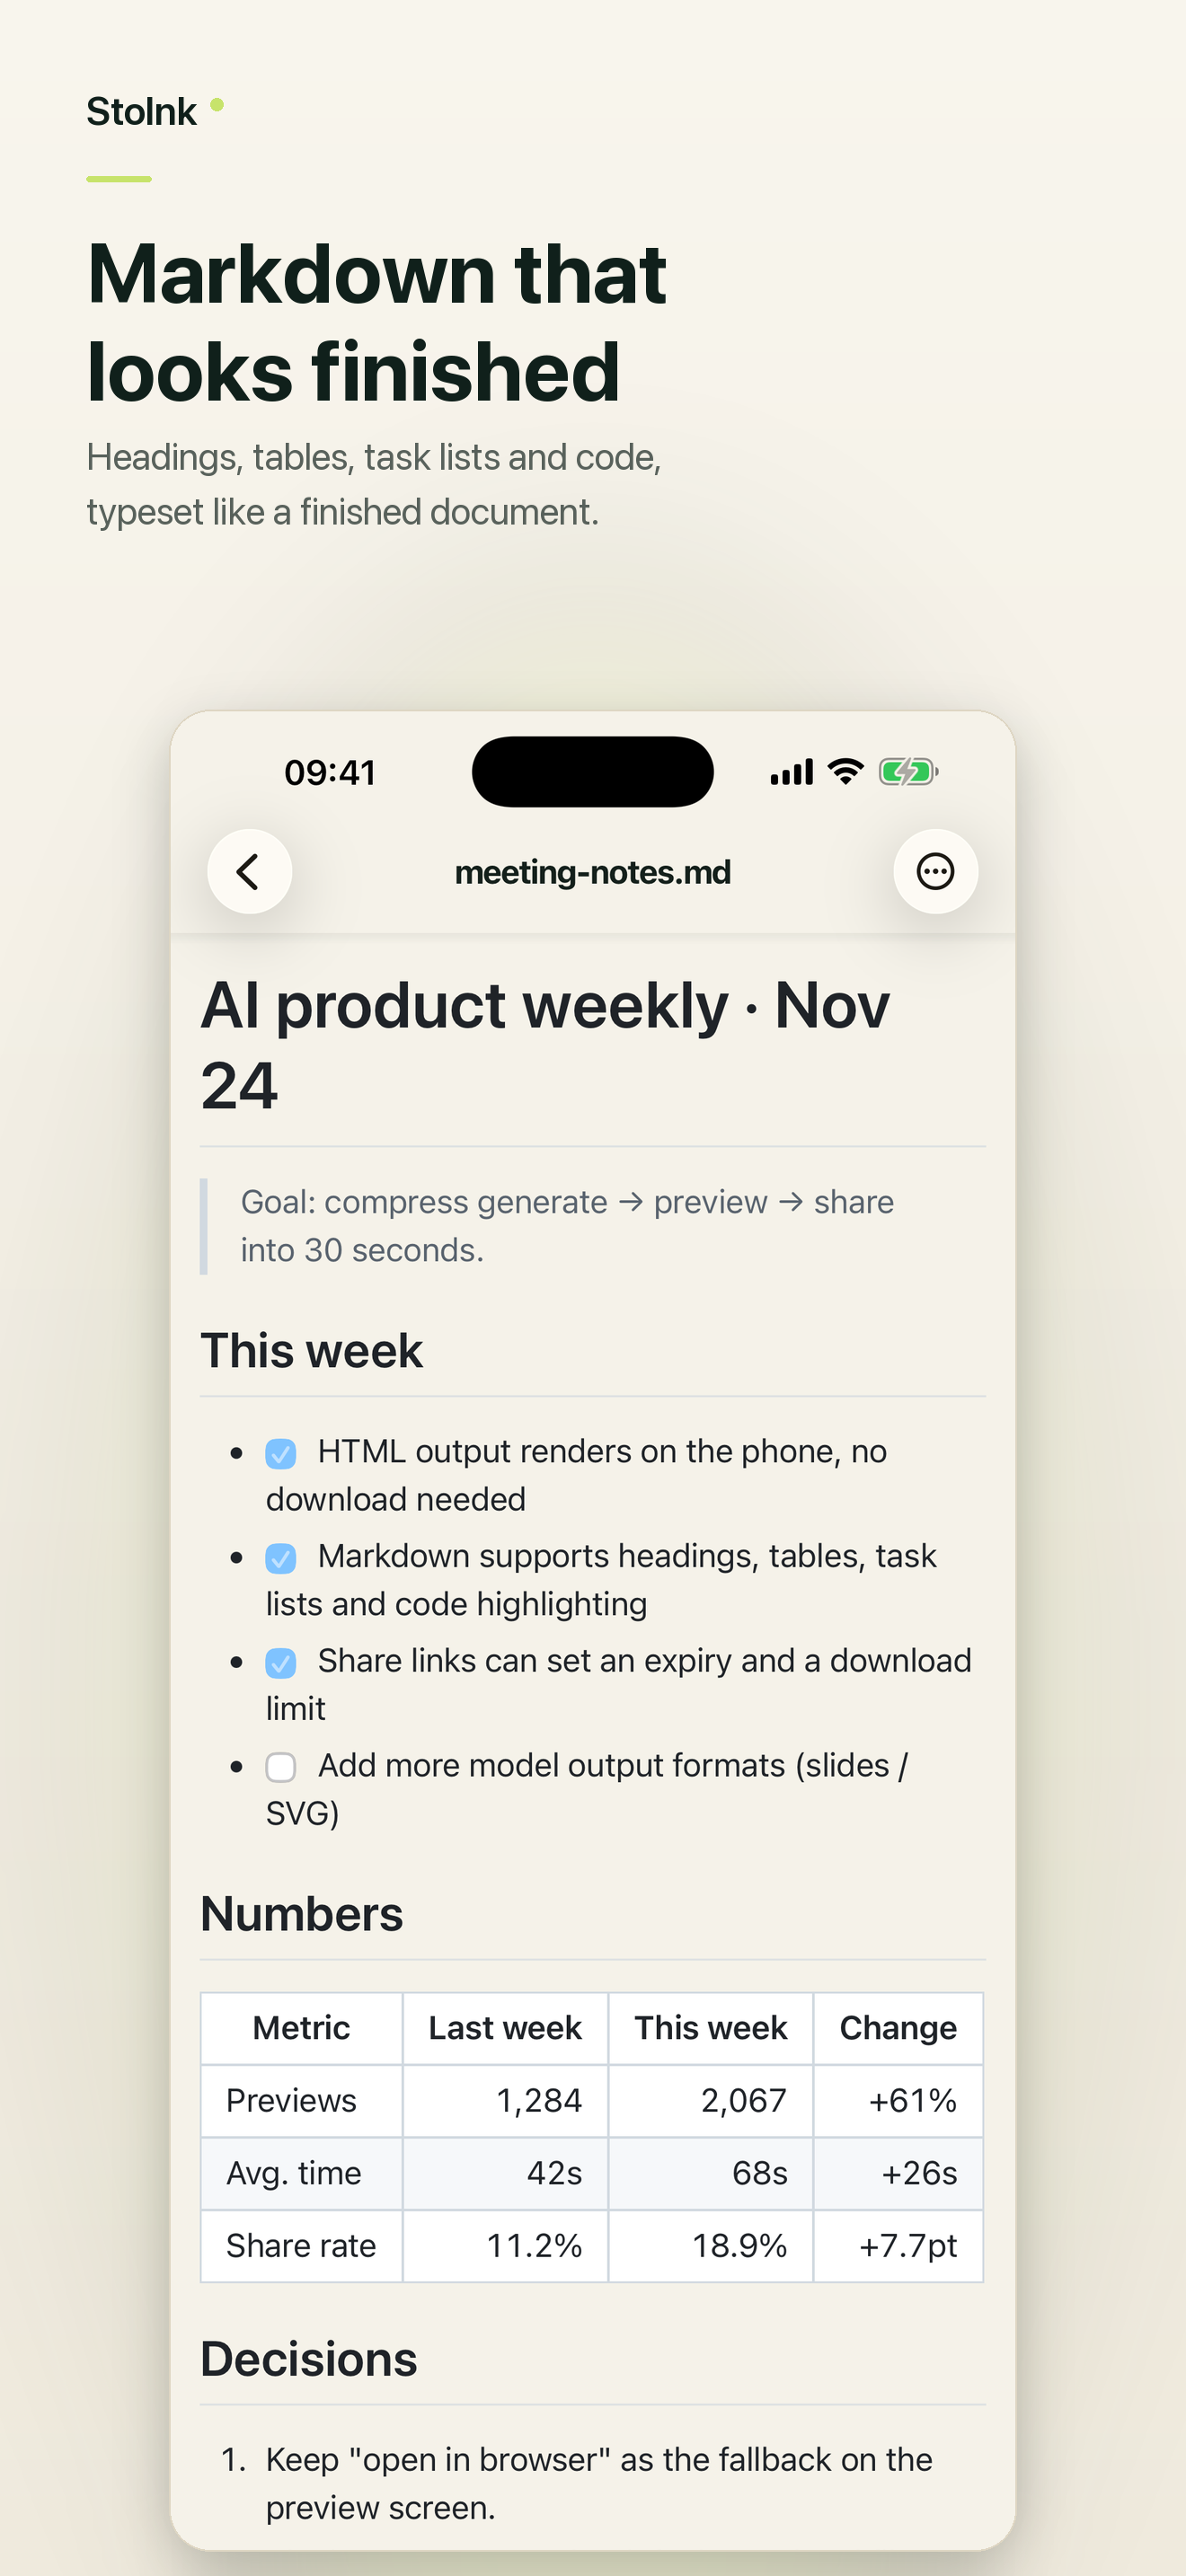 StoInk
Markdown that
looks finished
Headings, tables, task lists and code,
typeset like a finished document.
09:41
meeting-notes.md
AI product weekly · Nov
24
Goal: compress generate → preview → share
into 30 seconds.
This week
HTML output renders on the phone, no
download needed
Markdown supports headings, tables, task
lists and code highlighting
Share links can set an expiry and a download
limit
Add more model output formats (slides /
SVG)
Numbers
Metric Last week This week Change
Previews 1,284 2,067 +61%
Avg. time 42s 68s +26s
Share rate 11.2% 18.9% +7.7pt
Decisions
1. Keep "open in browser" as the fallback on the
preview screen.